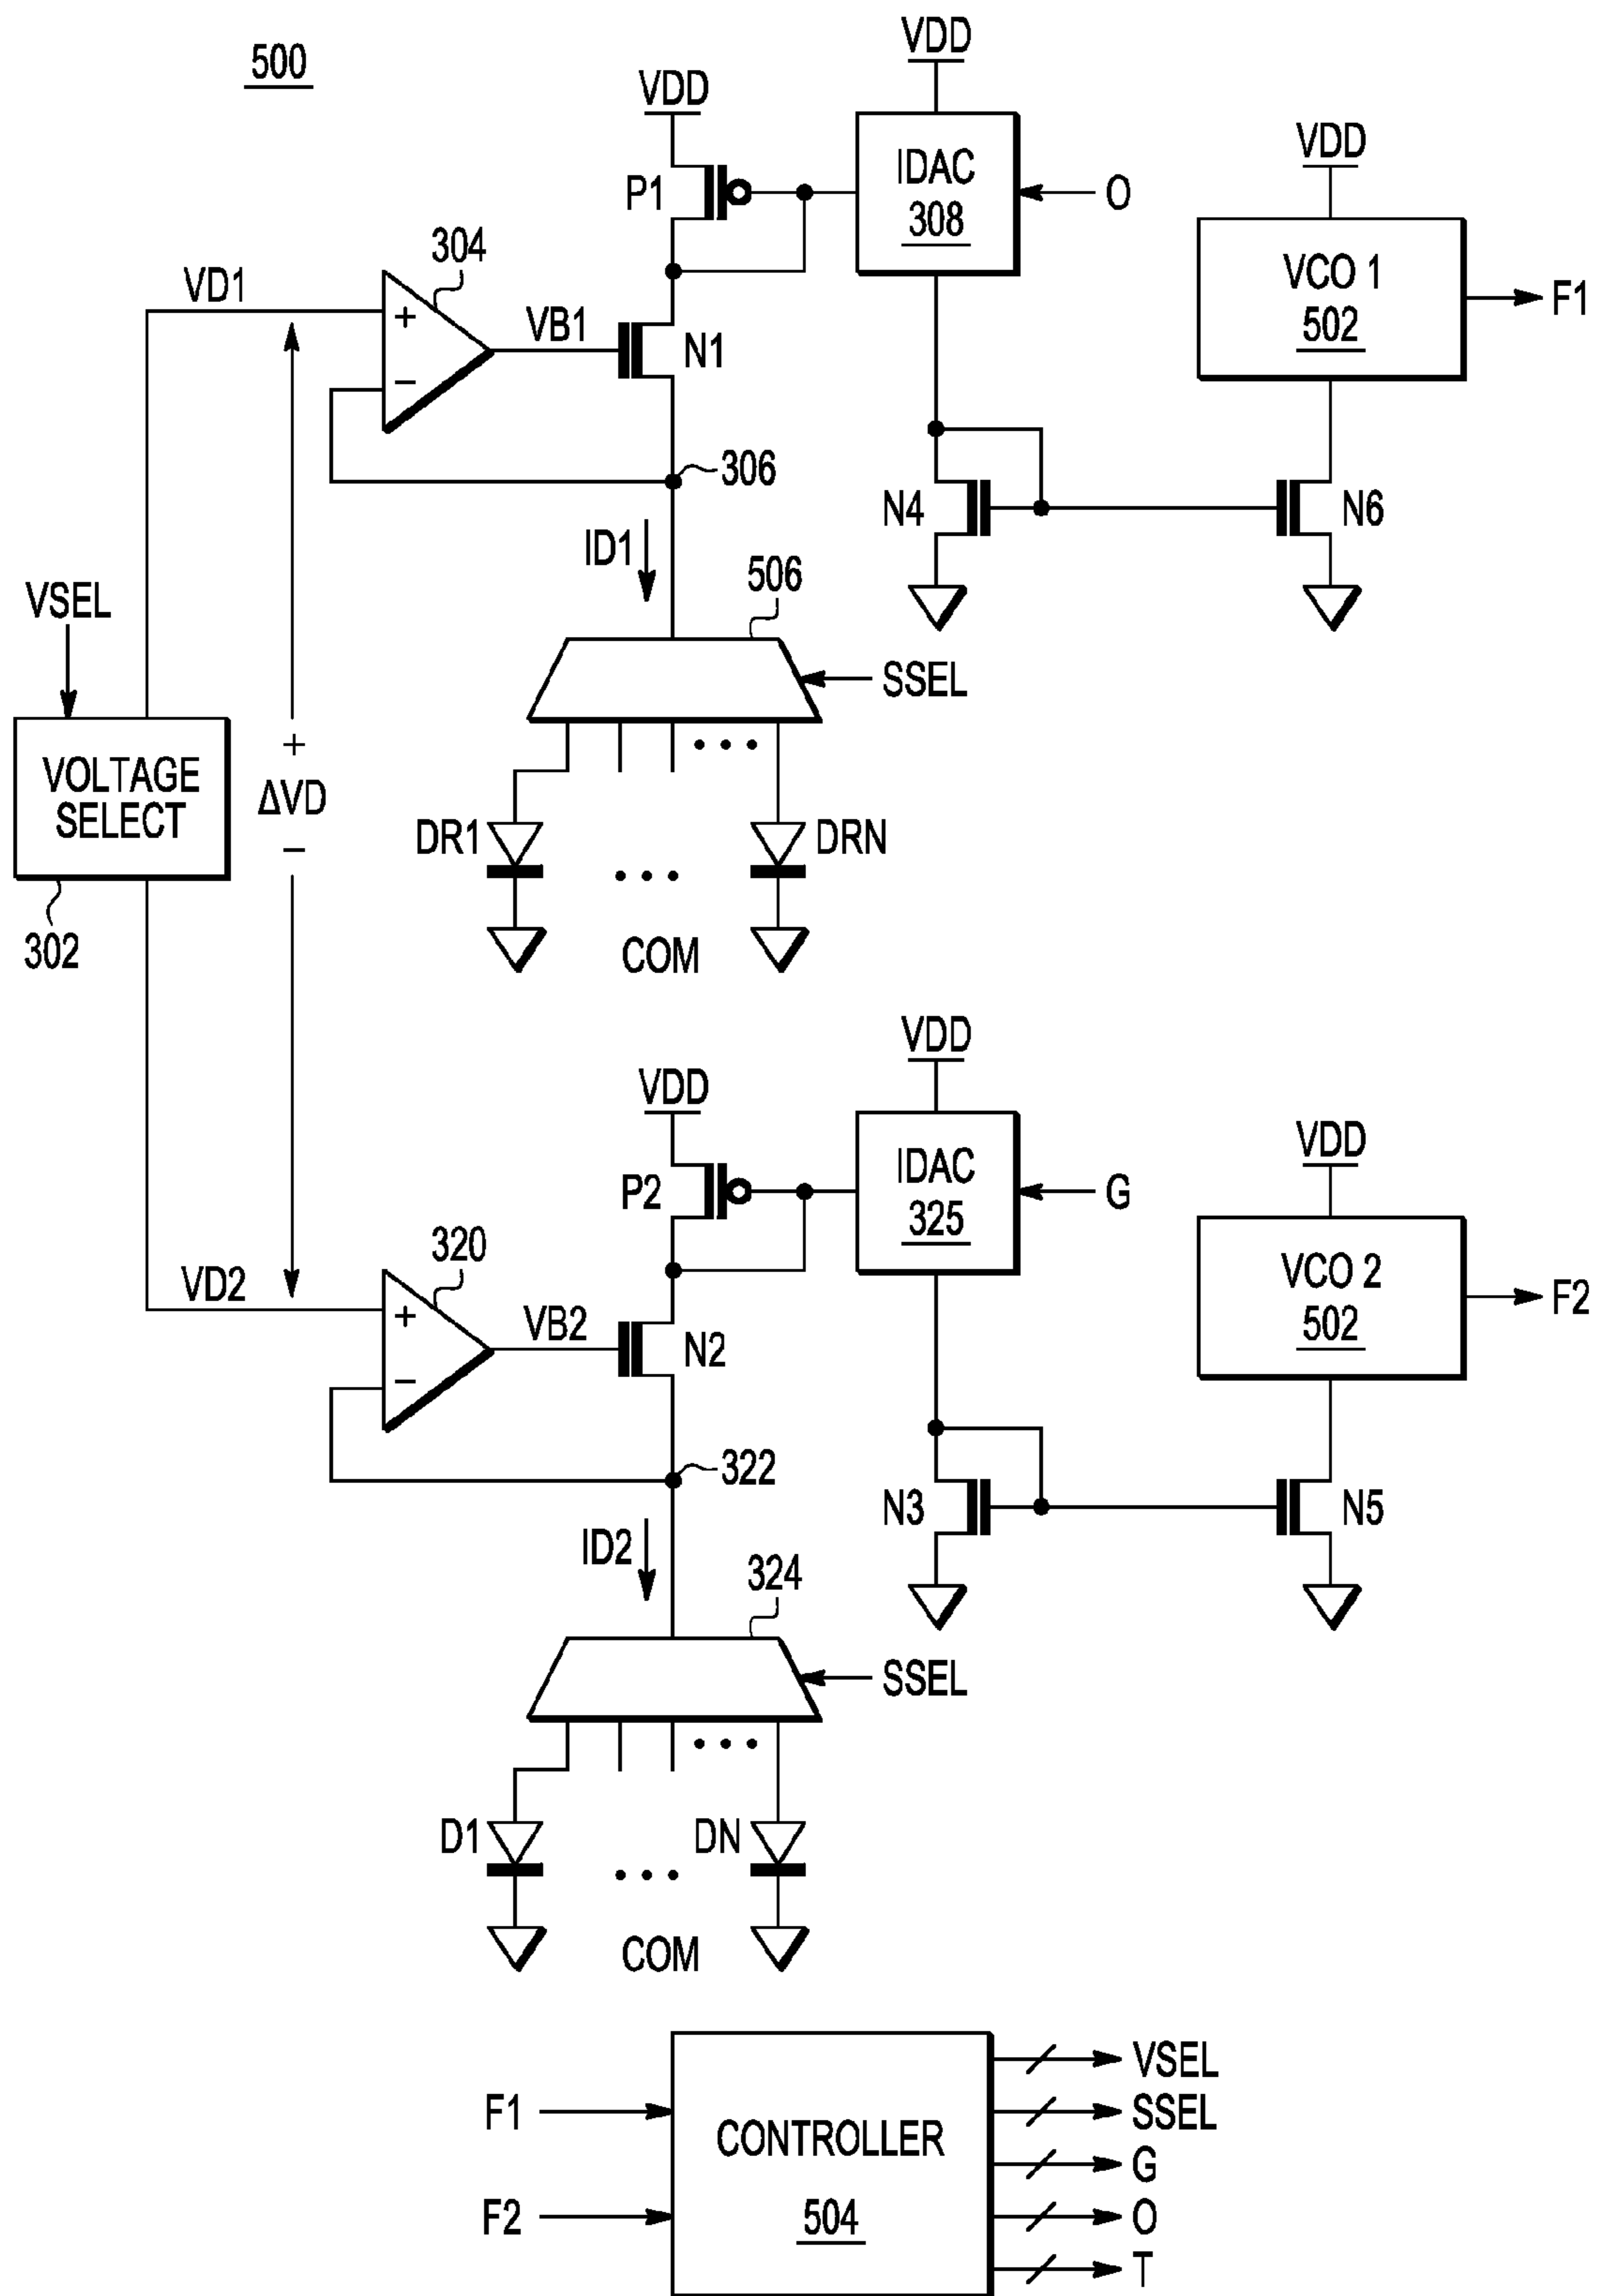 500
VDD
VDD
VDD
P1
IDAC
308
O
304
VCO 1
502
F1
VD1
+
−
VB1
N1
306
N4
N6
ID1
506
VSEL
SSEL
VOLTAGE
SELECT
+
ΔVD
−
302
• • •
DR1
DRN
• • •
COM
VDD
VDD
VDD
P2
IDAC
325
G
320
VCO 2
502
F2
VD2
+
−
VB2
N2
322
N3
N5
ID2
324
SSEL
• • •
D1
DN
• • •
COM
F1
F2
CONTROLLER
504
VSEL
SSEL
G
O
T